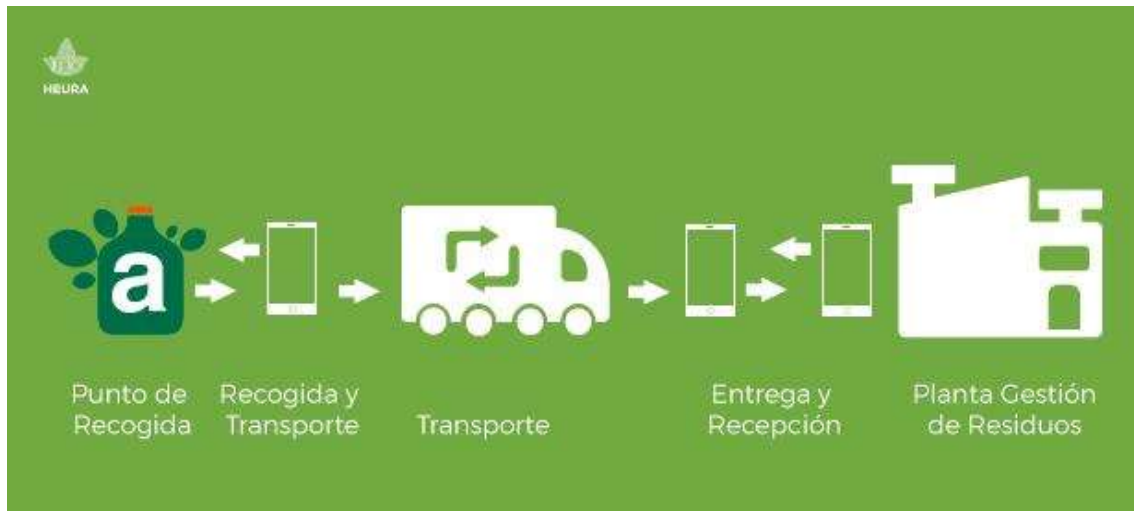 HEURA
a
Punto de
Recogida
Recogida y
Transporte
Transporte
Entrega y
Recepción
Planta Gestión
de Residuos